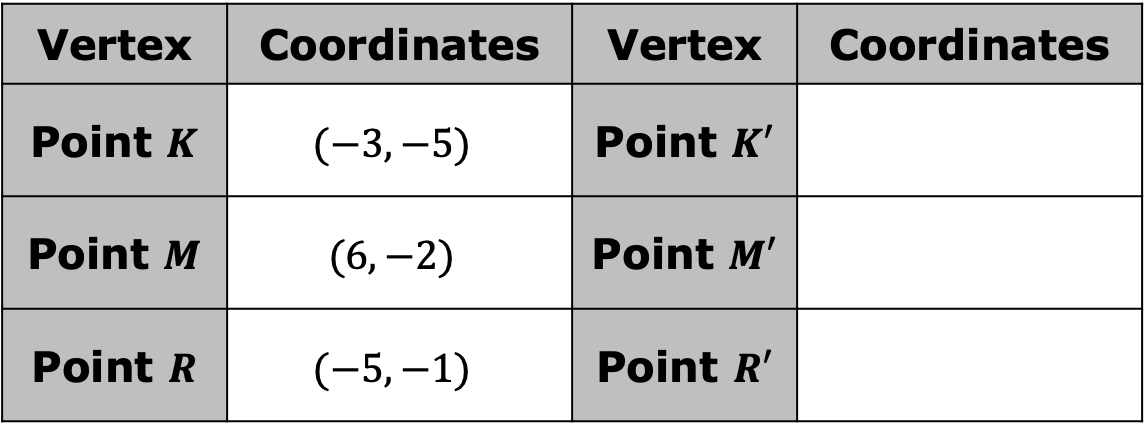 Vertex Coordinates Vertex Coordinates
Point K (−3, −5) Point K′
Point M (6, −2) Point M′
Point R (−5, −1) Point R′